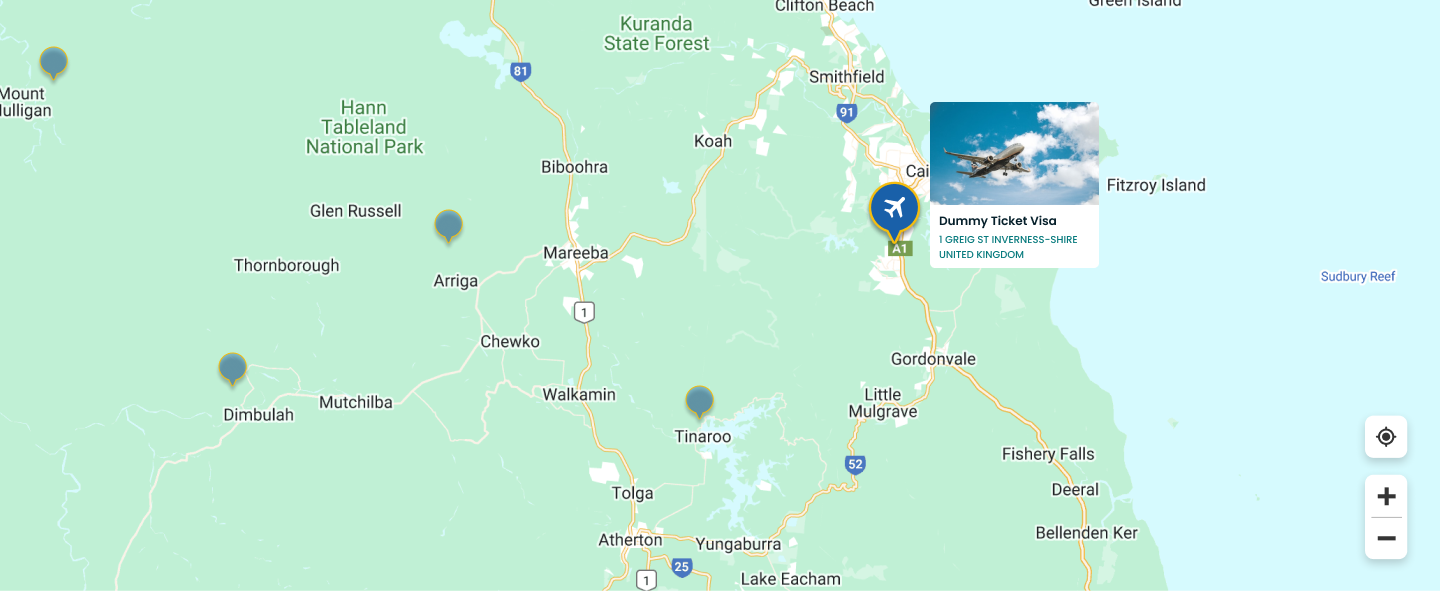 Clifton Beach
Green Island
Kuranda
State Forest
81
Smithfield
Mount
Hann
Tableland
National Park
91
Koah
Biboohra
Cai
Fitzroy Island
Glen Russell
Dummy Ticket Visa
1 GREIG ST INVERNESS-SHIRE
UNITED KINGDOM
A1
Mareeba
Thornborough
Arriga
Sudbury Reef
1
Chewko
Gordonvale
Walkamin
Little
Mulgrave
Mutchilba
Dimbulah
Tinaroo
Fishery Falls
52
Deeral
Tolga
Bellenden Ker
Atherton
Yungaburra
25
1
Lake Eacham